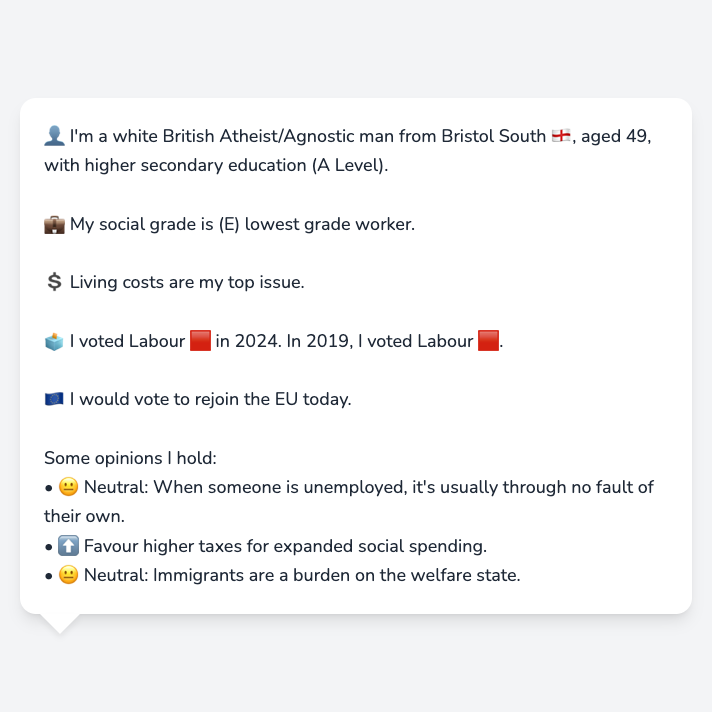 👤 I'm a white British Atheist/Agnostic man from Bristol South 🏴󠁧󠁢󠁥󠁮󠁧󠁿, aged 49,
with higher secondary education (A Level).
💼 My social grade is (E) lowest grade worker.
💲 Living costs are my top issue.
🗳️ I voted Labour 🟥 in 2024. In 2019, I voted Labour 🟥.
🇪🇺 I would vote to rejoin the EU today.
Some opinions I hold:
• 😐 Neutral: When someone is unemployed, it's usually through no fault of
their own.
• ⬆️ Favour higher taxes for expanded social spending.
• 😐 Neutral: Immigrants are a burden on the welfare state.